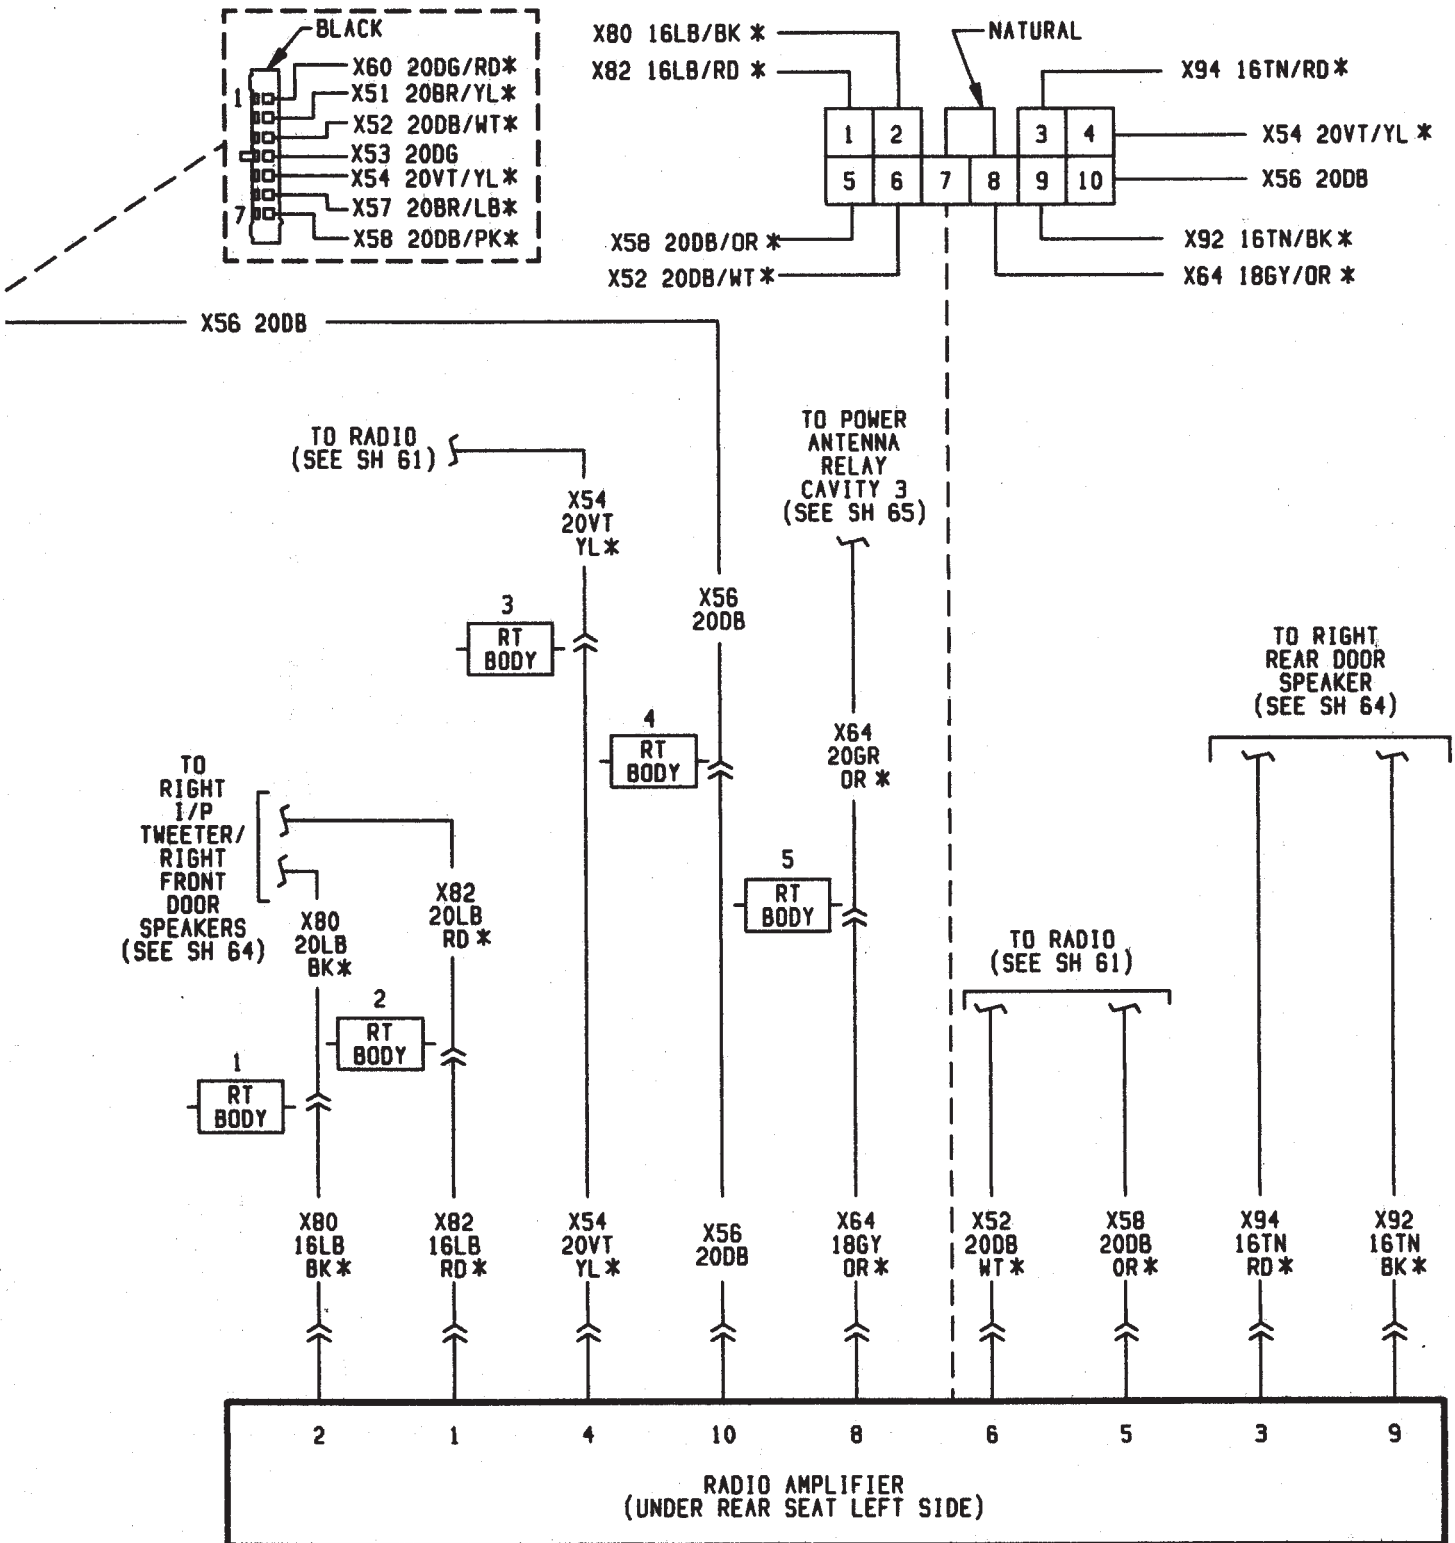 BLACK
X60 20DG/RD*
X51 20BR/YL*
X52 20DB/WT*
X53 20DG
X54 20VT/YL*
X57 20BR/LB*
X58 20DB/PK*
1
7
X80 16LB/BK *
X82 16LB/RD *
NATURAL
X94 16TN/RD*
X54 20VT/YL *
X56 20DB
1 2 3 4
5 6 7 8 9 10
X58 20DB/OR *
X52 20DB/WT*
X92 16TN/BK*
X64 18GY/OR *
X56 20DB
TO RADIO
(SEE SH 61)
X54
20VT
YL*
TO POWER
ANTENNA
RELAY
CAVITY 3
(SEE SH 65)
3
RT
BODY
X56
20DB
TO RIGHT
REAR DOOR
SPEAKER
(SEE SH 64)
4
RT
BODY
X64
20GR
OR *
TO
RIGHT
I/P
TWEETER/
RIGHT
FRONT
DOOR
SPEAKERS
(SEE SH 64)
X80
20LB
BK*
X82
20LB
RD *
5
RT
BODY
TO RADIO
(SEE SH 61)
2
RT
BODY
1
RT
BODY
X80
16LB
BK*
X82
16LB
RD*
X54
20VT
YL*
X56
20DB
X64
18GY
OR*
X52
20DB
WT*
X58
20DB
OR*
X94
16TN
RD*
X92
16TN
BK*
2 1 4 10 8 6 5 3 9
RADIO AMPLIFIER
(UNDER REAR SEAT LEFT SIDE)